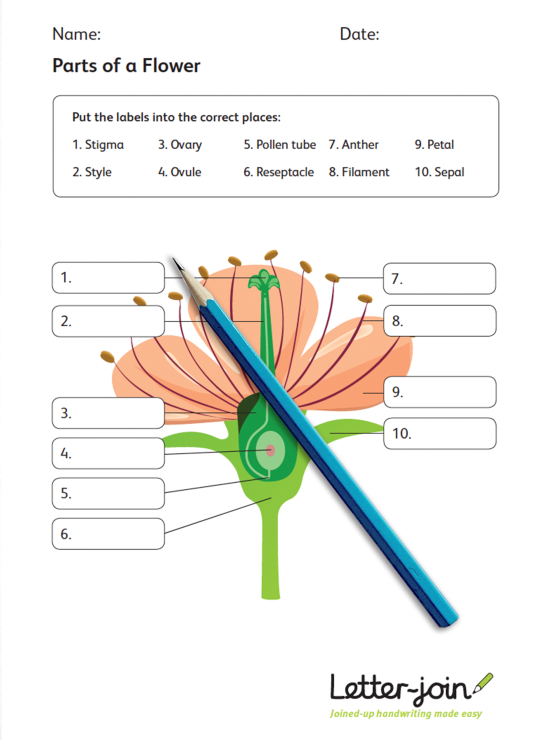 Name: Date:
Parts of a Flower
Put the labels into the correct places:
1. Stigma 3. Ovary 5. Pollen tube 7. Anther 9. Petal
2. Style 4. Ovule 6. Reseptacle 8. Filament 10. Sepal
1. 7.
2. 8.
9.
3.
10.
4.
5.
6.
Letter-join
Joined-up handwriting made easy